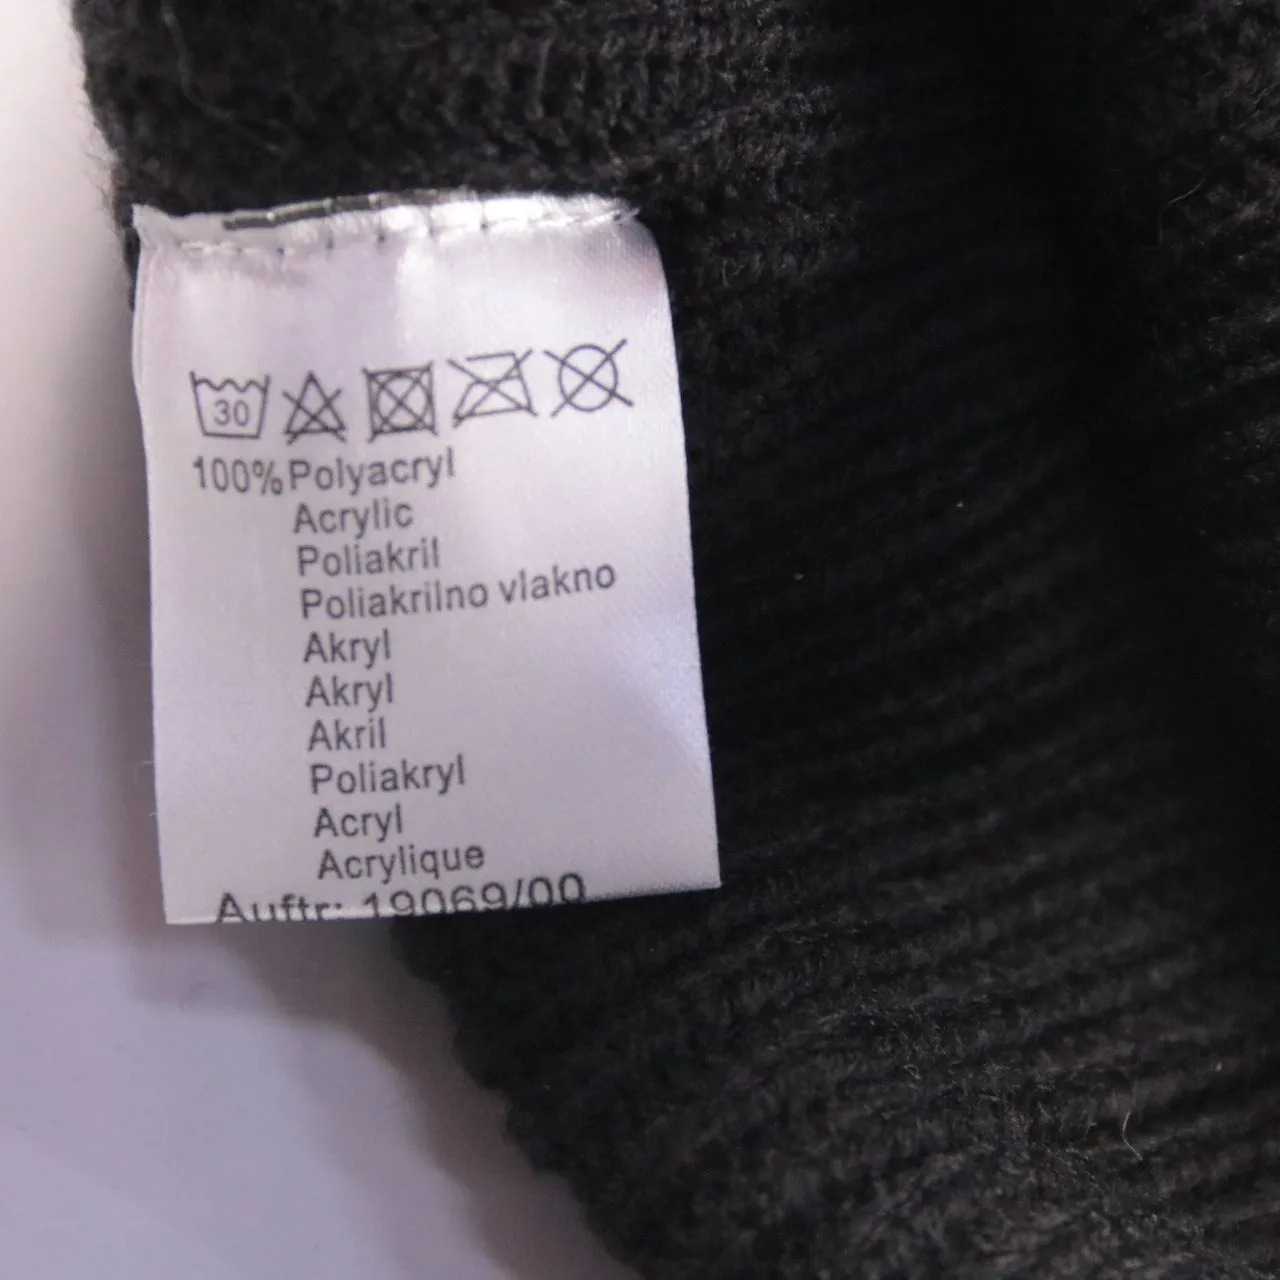 30
100% Polyacryl
Acrylic
Poliakril
Poliakrilno vlakno
Akryl
Akryl
Akril
Poliakryl
Acryl
Acrylique
Auftr: 19069/00